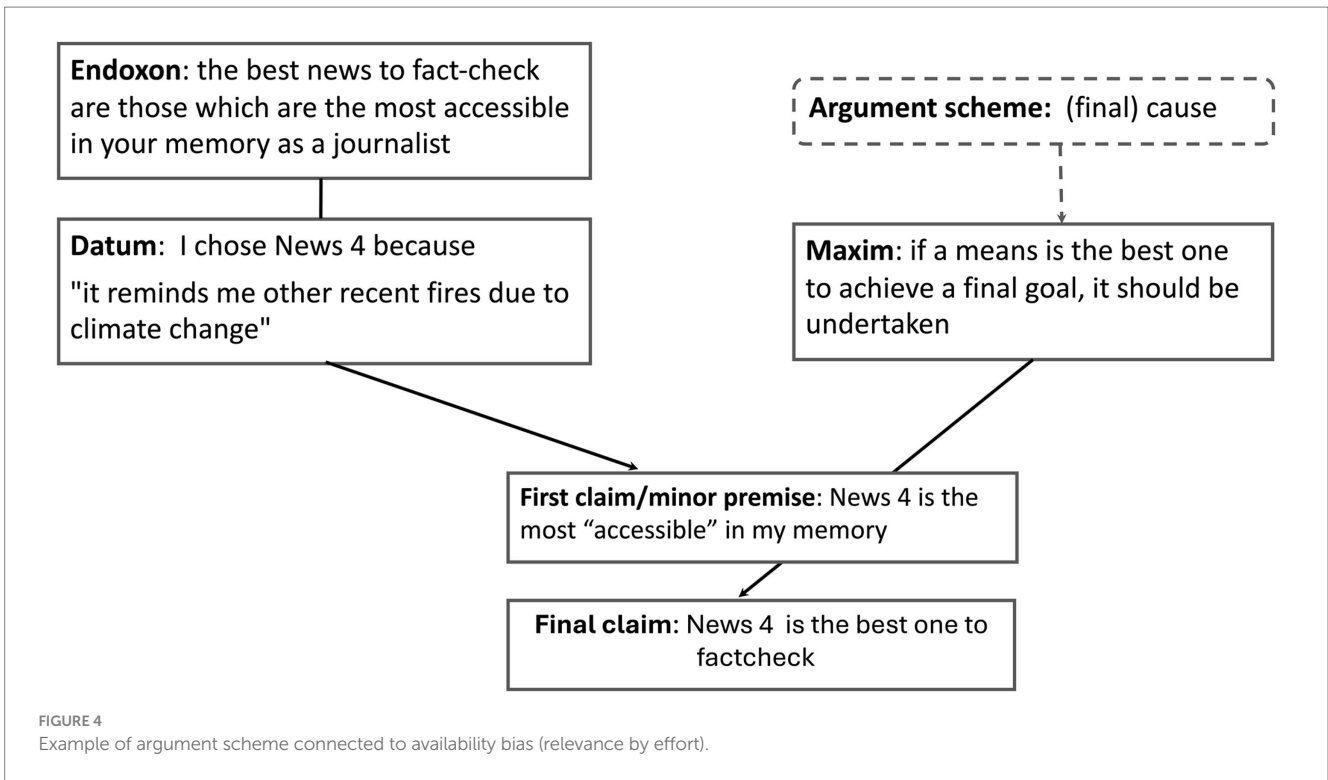 Endoxon: the best news to fact-check
are those which are the most accessible
in your memory as a journalist
Argument scheme: (final) cause
Datum: I chose News 4 because
"it reminds me other recent fires due to
climate change"
Maxim: if a means is the best one
to achieve a final goal, it should be
undertaken
First claim/minor premise: News 4 is the
most “accessible” in my memory
Final claim: News 4 is the best one to
factcheck
FIGURE 4
Example of argument scheme connected to availability bias (relevance by effort).